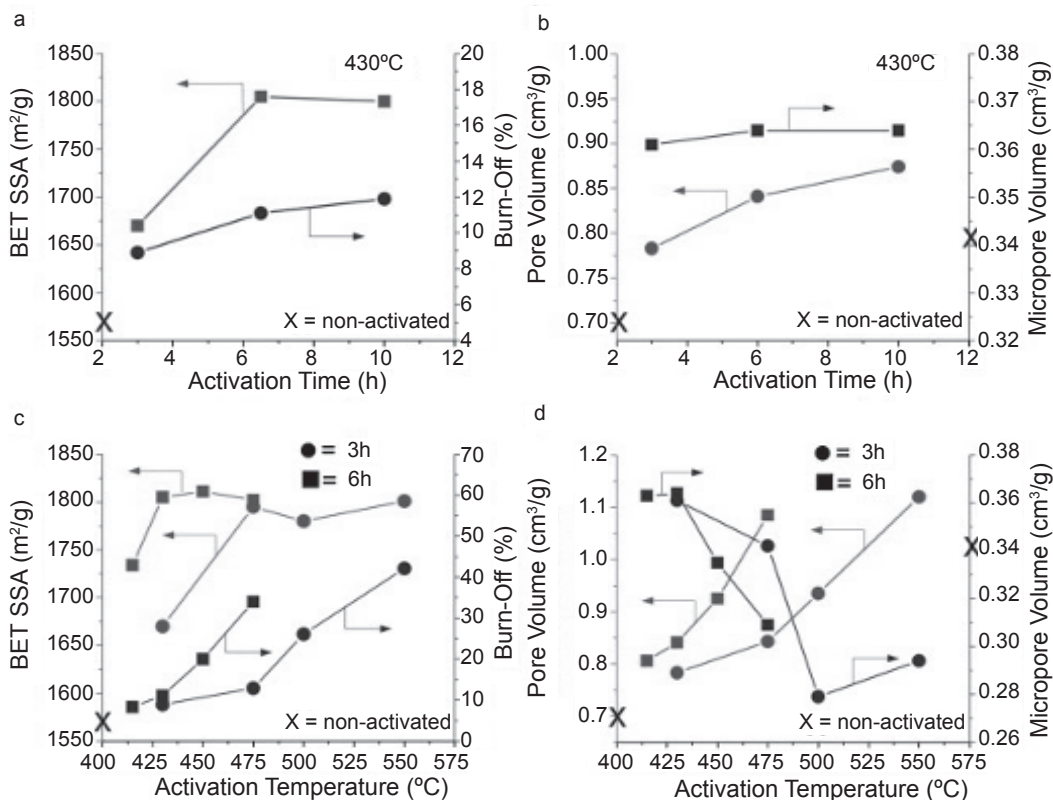 a
BET SSA (m²/g)
1850
1800
1750
1700
1650
1600
1550
430ºC
X
X = non-activated
20
18
16
14
12
10
8
6
4
Burn-Off (%)
2 4 6 8 10 12
Activation Time (h)
b
Pore Volume (cm³/g)
1.00
0.95
0.90
0.85
0.80
0.75
0.70
430ºC
X
X
X = non-activated
0.38
0.37
0.36
0.35
0.34
0.33
0.32
Micropore Volume (cm³/g)
2 4 6 8 10 12
Activation Time (h)
c
BET SSA (m²/g)
1850
1800
1750
1700
1650
1600
1550
= 3h
= 6h
X
X = non-activated
70
60
50
40
30
20
10
0
Burn-Off (%)
400 425 450 475 500 525 550 575
Activation Temperature (ºC)
d
Pore Volume (cm³/g)
1.2
1.1
1.0
0.9
0.8
0.7
= 3h
= 6h
X
X
X = non-activated
0.38
0.36
0.34
0.32
0.30
0.28
0.26
Micropore Volume (cm³/g)
400 425 450 475 500 525 550 575
Activation Temperature (ºC)